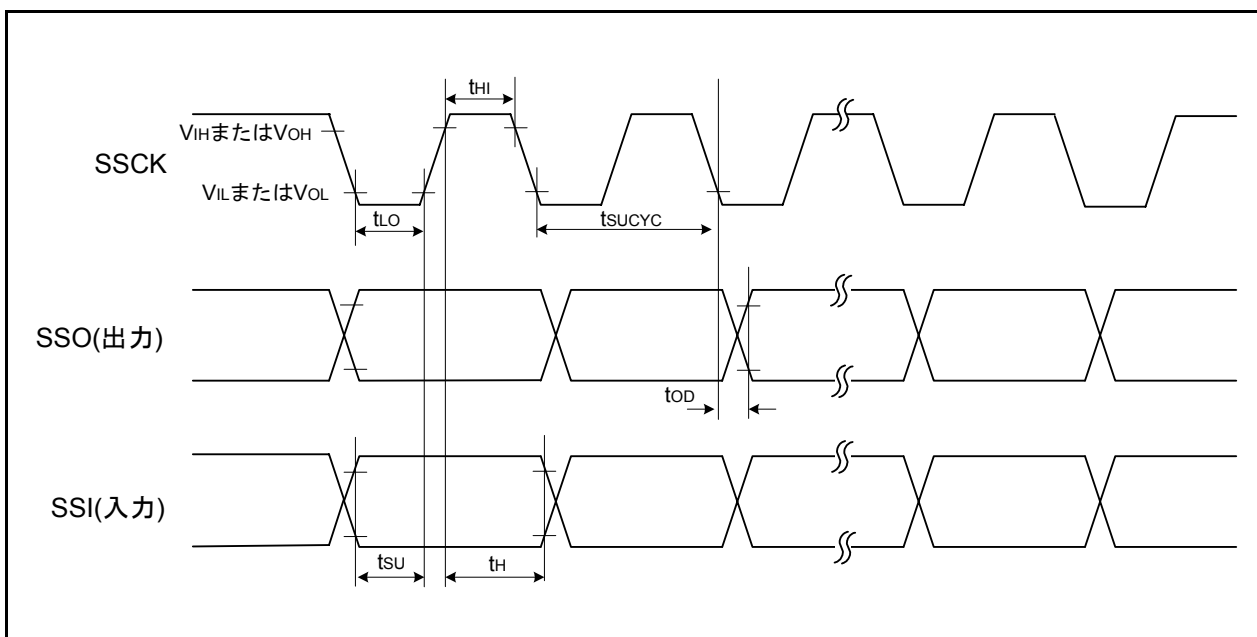 tHI
VIHまたはVOH
SSCK
VILまたはVOL
tLO
tSUCYC
SSO(出力)
tOD
SSI(入力)
tSU
tH